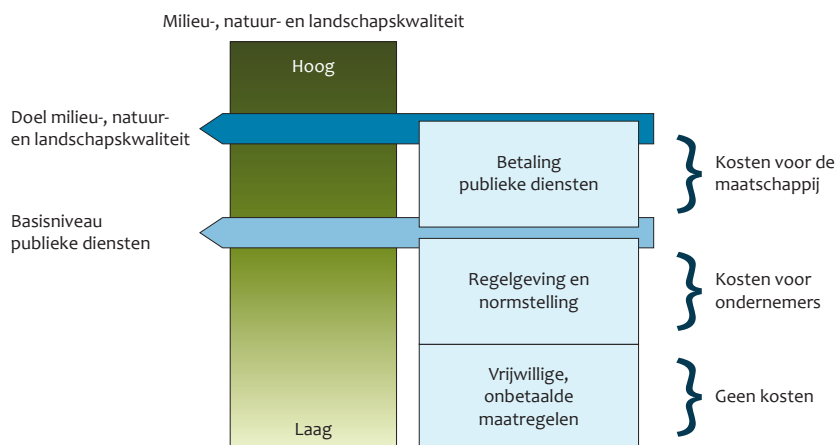 Milieu-, natuur- en landschapskwaliteit
Hoog
Doel milieu-, natuur-
en landschapskwaliteit
Betaling
publieke diensten
Kosten voor de
maatschappij
Basisniveau
publieke diensten
Regelgeving en
normstelling
Kosten voor
ondernemers
Vrijwillige,
onbetaalde
maatregelen
Geen kosten
Laag